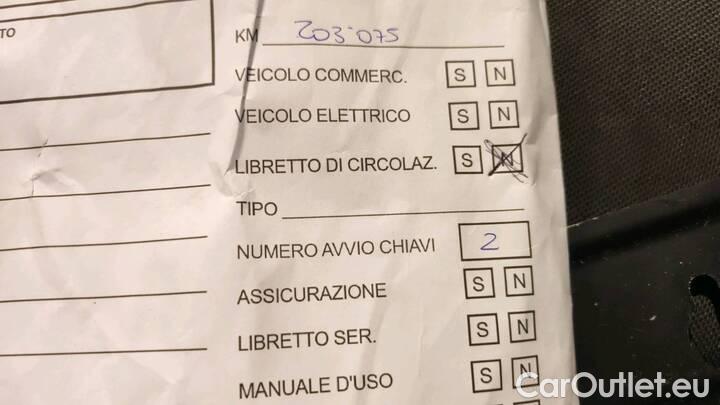 TO
KM 203.075
VEICOLO COMMERC. S N
VEICOLO ELETTRICO S N
LIBRETTO DI CIRCOLAZ. S N
TIPO
NUMERO AVVIO CHIAVI 2
ASSICURAZIONE S N
LIBRETTO SER. S N
MANUALE D'USO S N
CarOutlet.eu